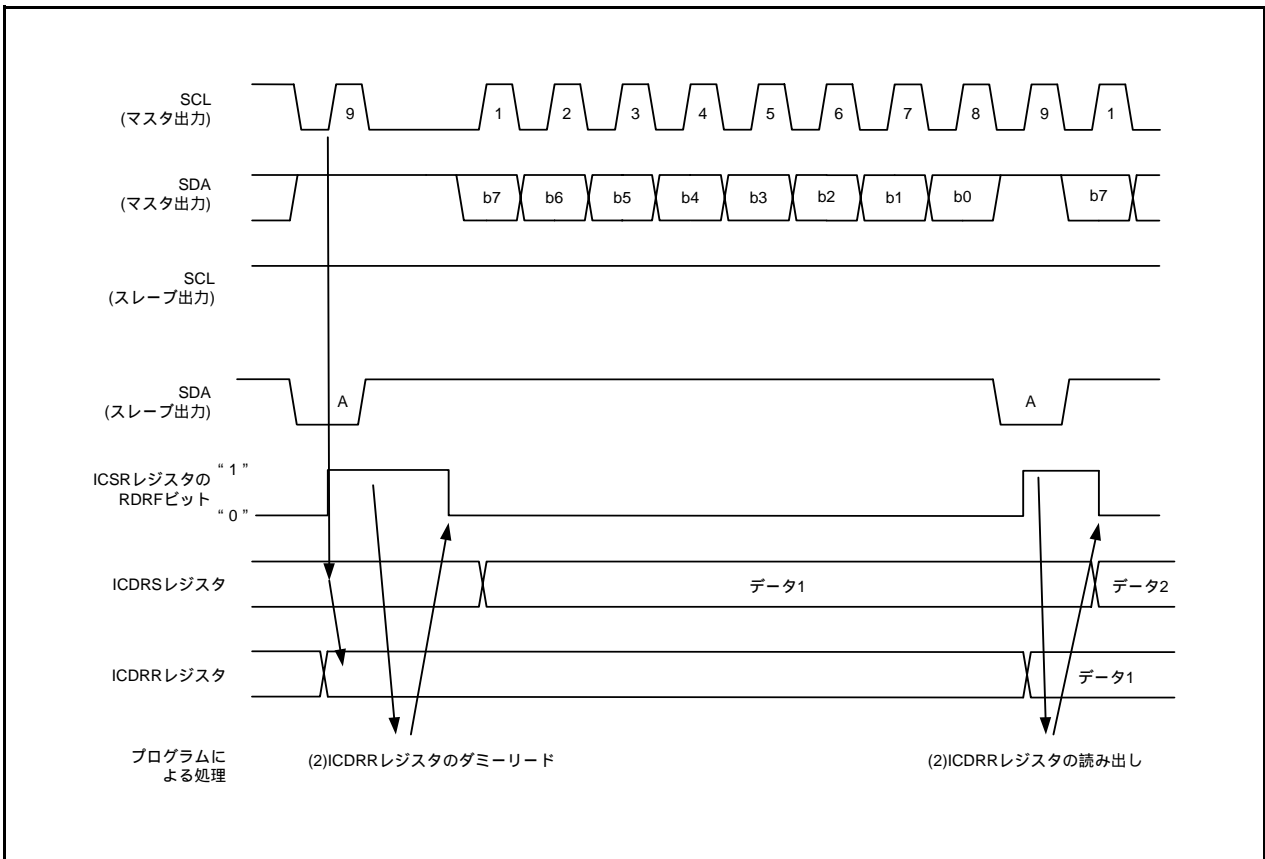 SCL
(マスタ出力)
9
1
2
3
4
5
6
7
8
9
1
SDA
(マスタ出力)
b7
b6
b5
b4
b3
b2
b1
b0
b7
SCL
(スレーブ出力)
SDA
(スレーブ出力)
A
A
ICSRレジスタの
RDRFビット
“ 1 ”
“ 0 ”
ICDRSレジスタ
データ1
データ2
ICDRRレジスタ
データ1
プログラムに
よる処理
(2)ICDRRレジスタのダミーリード
(2)ICDRRレジスタの読み出し